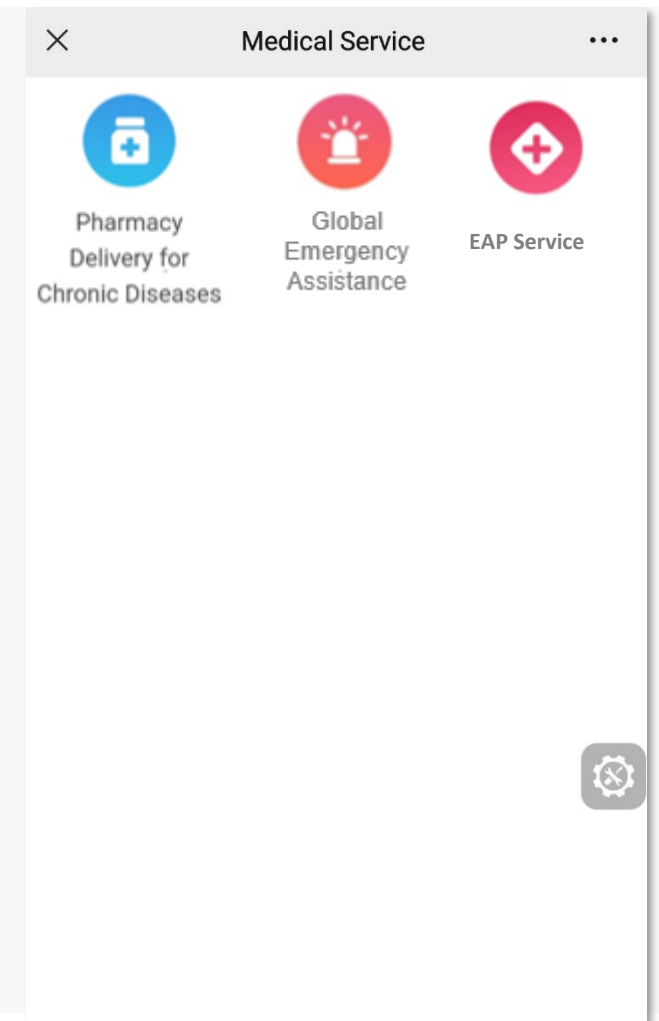 Medical Service
Pharmacy
Delivery for
Chronic Diseases
Global
Emergency
Assistance
EAP Service